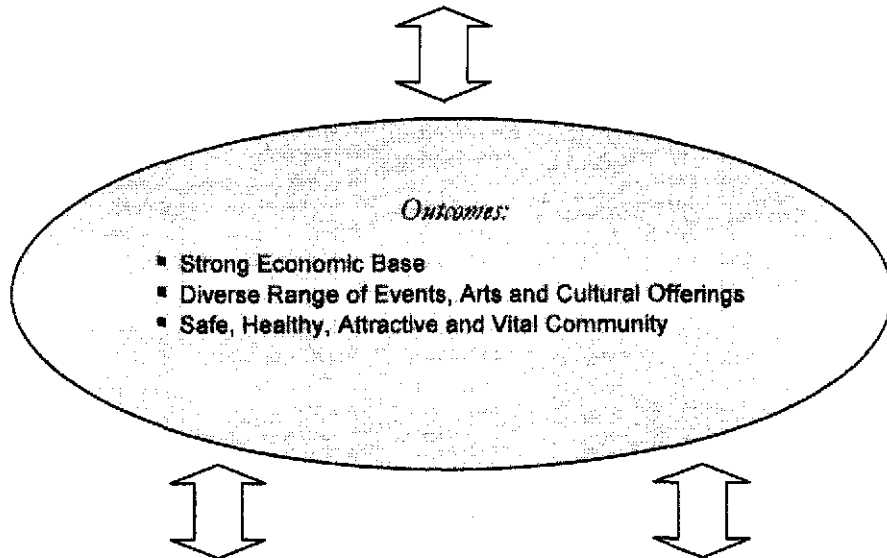 Outcomes:
▪ Strong Economic Base
▪ Diverse Range of Events, Arts and Cultural Offerings
▪ Safe, Healthy, Attractive and Vital Community